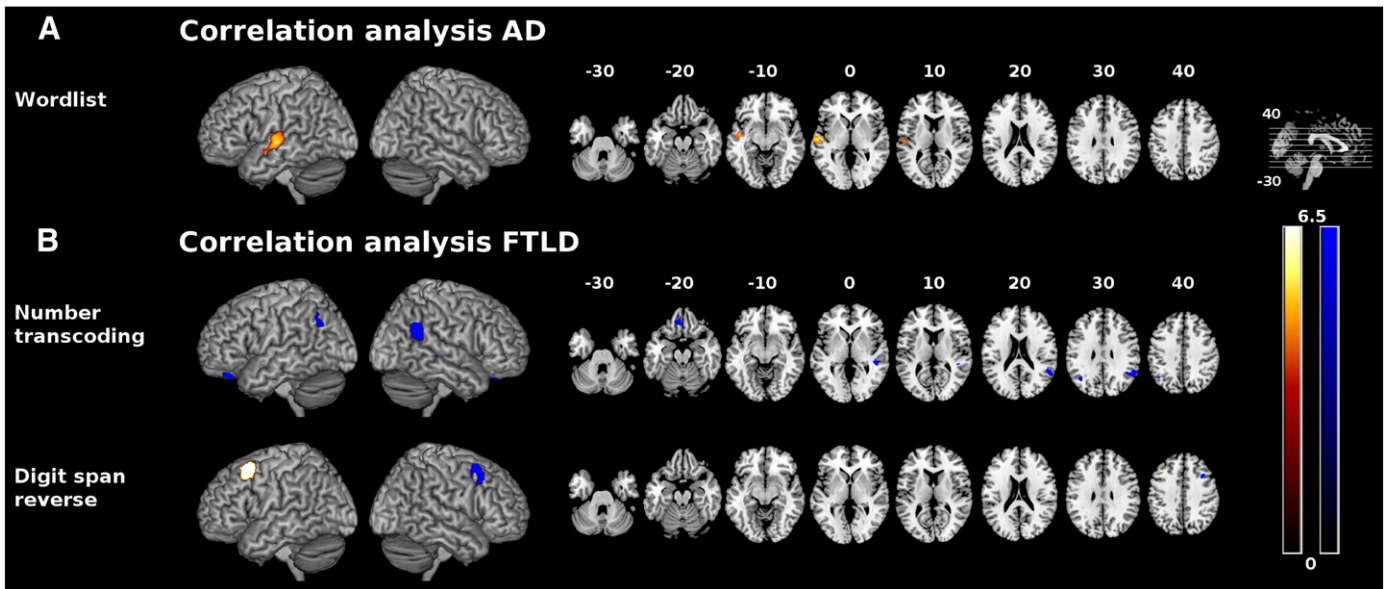 A
Correlation analysis AD
Wordlist
-30 -20 -10 0 10 20 30 40
40
-30
6.5
B
Correlation analysis FTLD
Number
transcoding
-30 -20 -10 0 10 20 30 40
Digit span
reverse
0